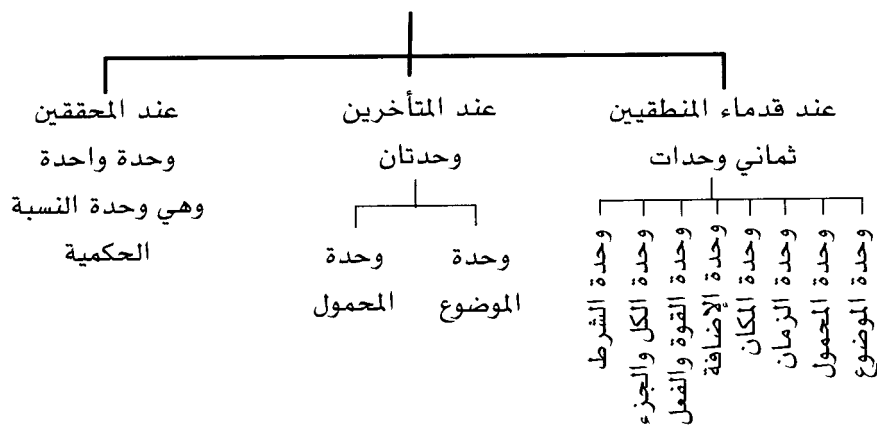 عند قدماء المنطقيين
ثماني وحدات
وحدة الموضوع
وحدة المحمول
وحدة الزمان
وحدة المكان
وحدة الإضافة
وحدة القوة والفعل
وحدة الكل والجزء
وحدة الشرط
عند المتأخرين
وحدتان
وحدة
الموضوع
وحدة
المحمول
عند المحققين
وحدة واحدة
وهي وحدة النسبة
الحكمية